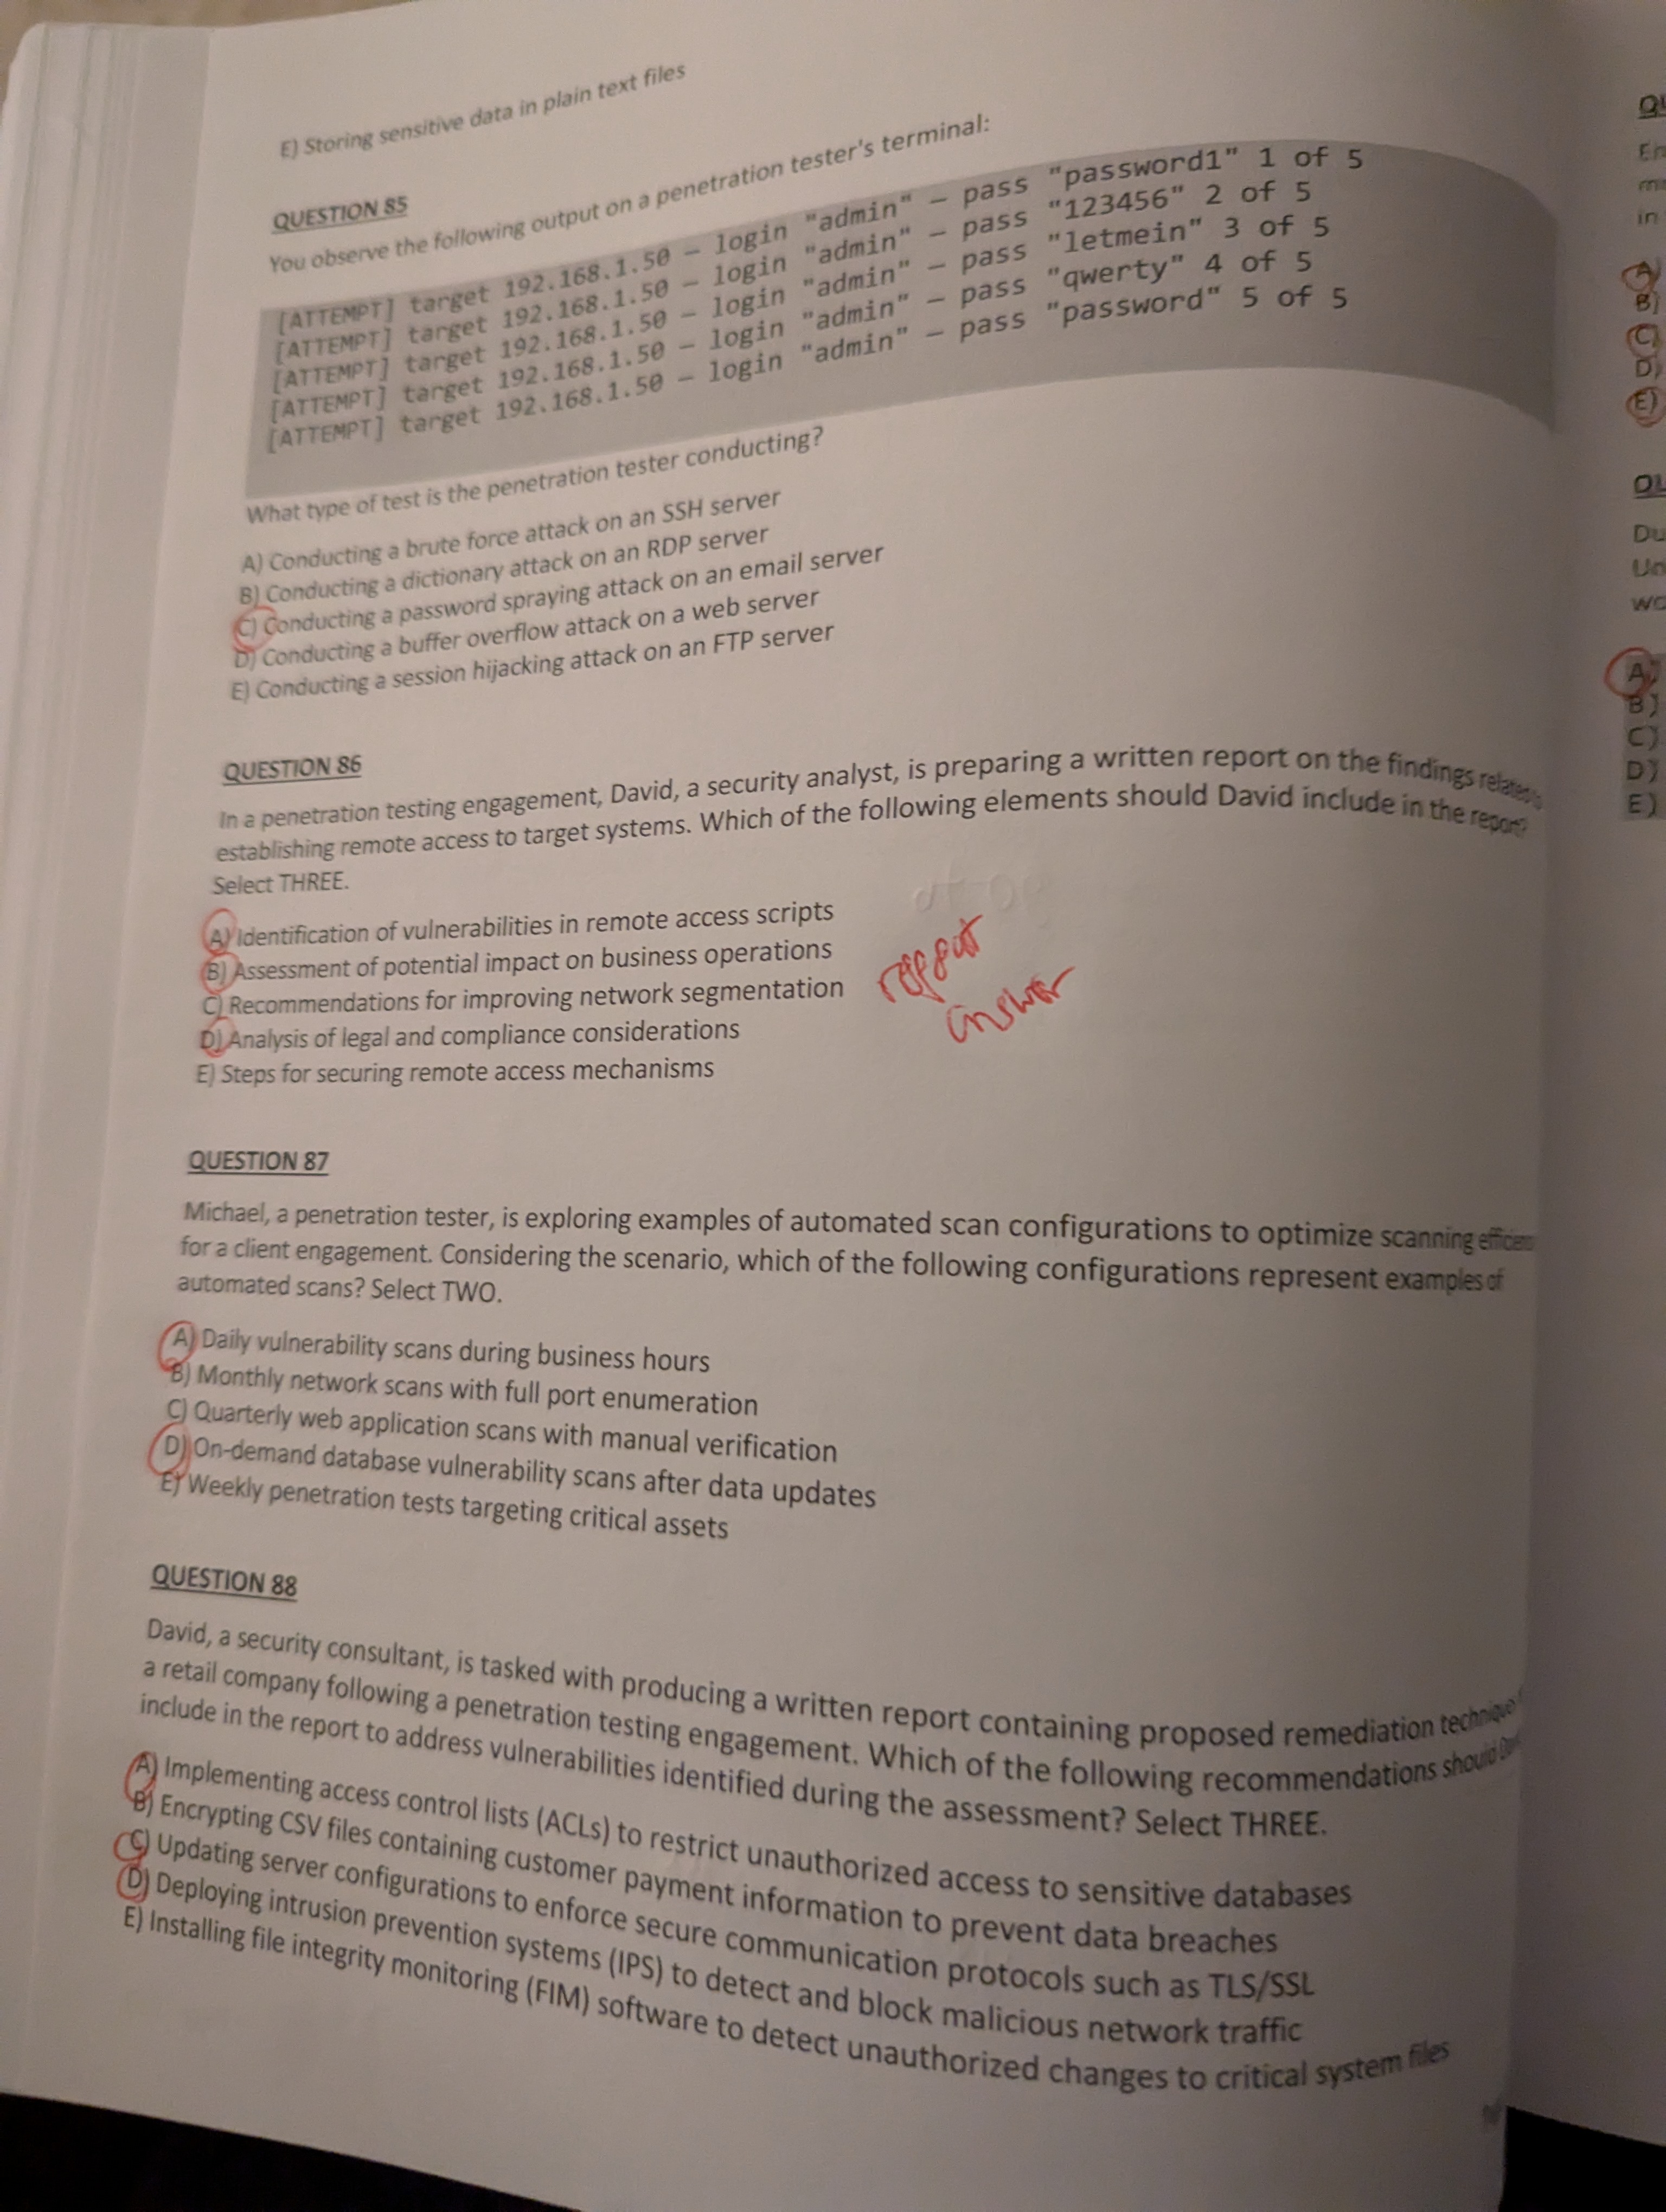 E) Storing sensitive data in plain text files
QUESTION 85
You observe the following output on a penetration tester's terminal:
[ATTEMPT] target 192.168.1.50 – login "admin" – pass "password1" 1 of 5
[ATTEMPT] target 192.168.1.50 – login "admin" – pass "123456" 2 of 5
[ATTEMPT] target 192.168.1.50 – login "admin" – pass "letmein" 3 of 5
[ATTEMPT] target 192.168.1.50 – login "admin" – pass "qwerty" 4 of 5
[ATTEMPT] target 192.168.1.50 – login "admin" – pass "password" 5 of 5
What type of test is the penetration tester conducting?
A) Conducting a brute force attack on an SSH server
B) Conducting a dictionary attack on an RDP server
C) Conducting a password spraying attack on an email server
D) Conducting a buffer overflow attack on a web server
E) Conducting a session hijacking attack on an FTP server
QUESTION 86
In a penetration testing engagement, David, a security analyst, is preparing a written report on the findings related to
establishing remote access to target systems. Which of the following elements should David include in the report?
Select THREE.
A) Identification of vulnerabilities in remote access scripts
B) Assessment of potential impact on business operations
C) Recommendations for improving network segmentation
D) Analysis of legal and compliance considerations
E) Steps for securing remote access mechanisms
answer
QUESTION 87
Michael, a penetration tester, is exploring examples of automated scan configurations to optimize scanning
for a client engagement. Considering the scenario, which of the following configurations represent examples of
automated scans? Select TWO.
A) Daily vulnerability scans during business hours
B) Monthly network scans with full port enumeration
C) Quarterly web application scans with manual verification
D) On-demand database vulnerability scans after data updates
E) Weekly penetration tests targeting critical assets
QUESTION 88
David, a security consultant, is tasked with producing a written report containing proposed remediation
a retail company following a penetration testing engagement. Which of the following recommendations should
include in the report to address vulnerabilities identified during the assessment? Select THREE.
A) Implementing access control lists (ACLs) to restrict unauthorized access to sensitive databases
B) Encrypting CSV files containing customer payment information to prevent data breaches
C) Updating server configurations to enforce secure communication protocols such as TLS/SSL
D) Deploying intrusion prevention systems (IPS) to detect and block malicious network traffic
E) Installing file integrity monitoring (FIM) software to detect unauthorized changes to critical system files
in
A)
B)
C)
D)
E)
Du
A)
B)
C)
D)
E)